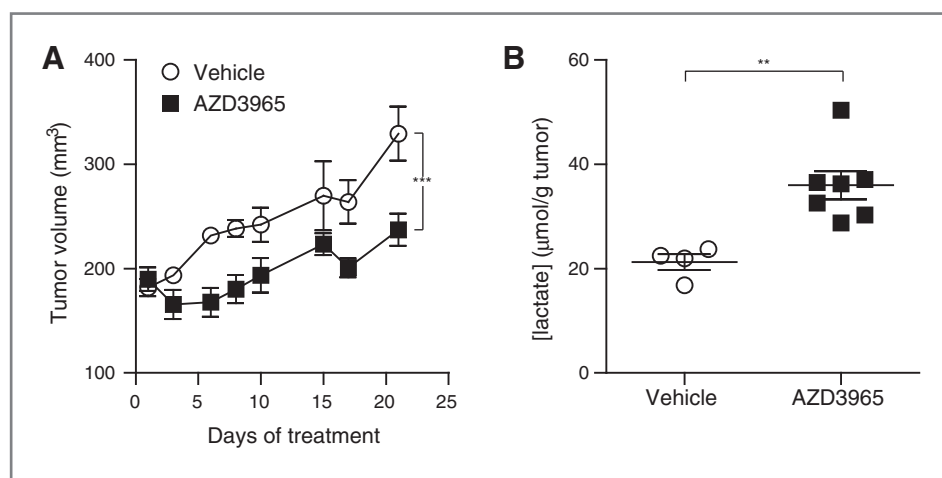 A
Vehicle
AZD3965
Tumor volume (mm³)
400
300
200
100
0
5
10
15
20
25
Days of treatment
***
B
**
[lactate] (μmol/g tumor)
60
40
20
0
Vehicle
AZD3965